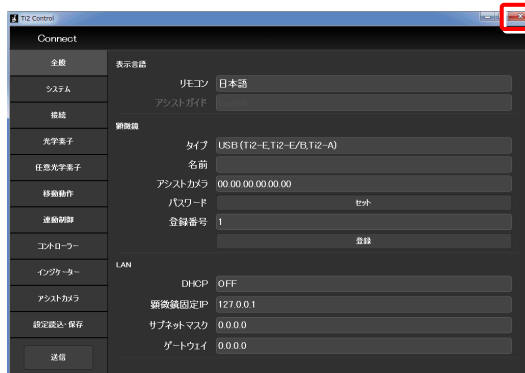 Ti2 Control
Connect
全般
システム
接続
光学素子
任意光学素子
移動動作
連動制御
コントローラー
インジケーター
アシストカメラ
設定読込・保存
送信
表示言語
リモコン 日本語
アシストガイド
顕微鏡
タイプ USB (Ti2-E,Ti2-E/B,Ti2-A)
名前
アシストカメラ 00.00.00.00.00.00
パスワード セット
登録番号 1
登録
LAN
DHCP OFF
顕微鏡固定IP 127.0.0.1
サブネットマスク 0.0.0.0
ゲートウェイ 0.0.0.0